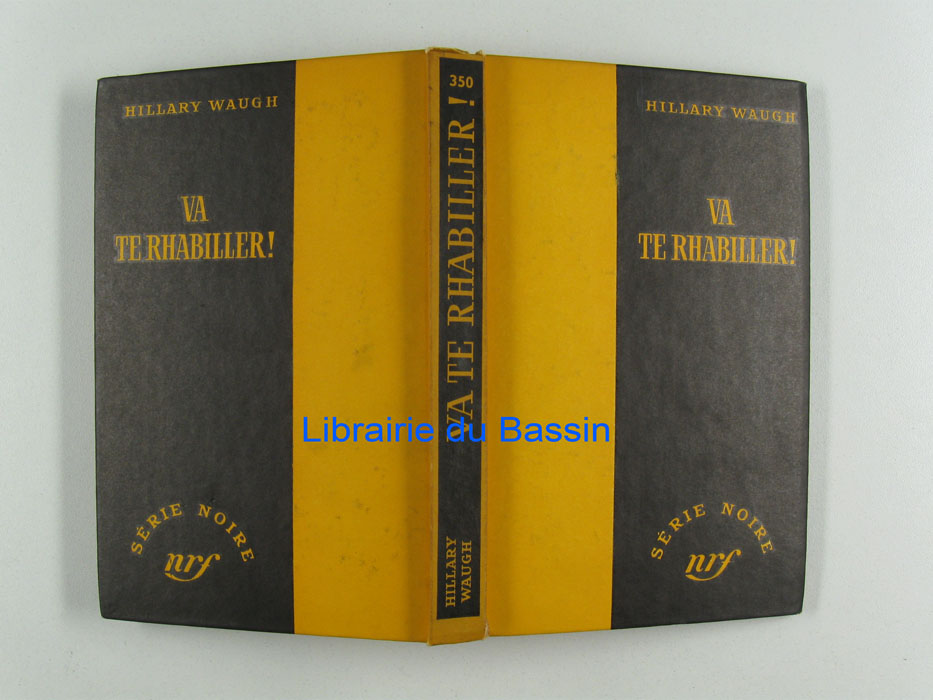 HILLARY WAUGH
VA
TE RHABILLER!
SÉRIE NOIRE
nrf
350
VA TE RHABILLER!
HILLARY
WAUGH
HILLARY WAUGH
VA
TE RHABILLER!
SÉRIE NOIRE
nrf
Librairie du Bassin